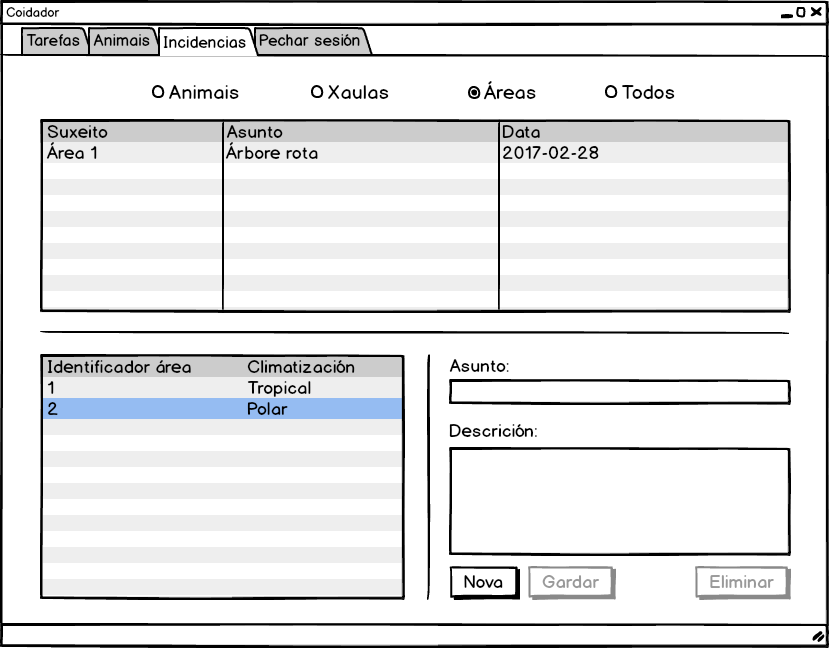 Coidador
Tarefas Animais Incidencias Pechar sesión
Animais Xaulas Áreas Todos
Suxeito Asunto Data
Área 1 Árbore rota 2017-02-28
Identificador área Climatización
1 Tropical
2 Polar
Asunto:
Descrición:
Nova Gardar Eliminar